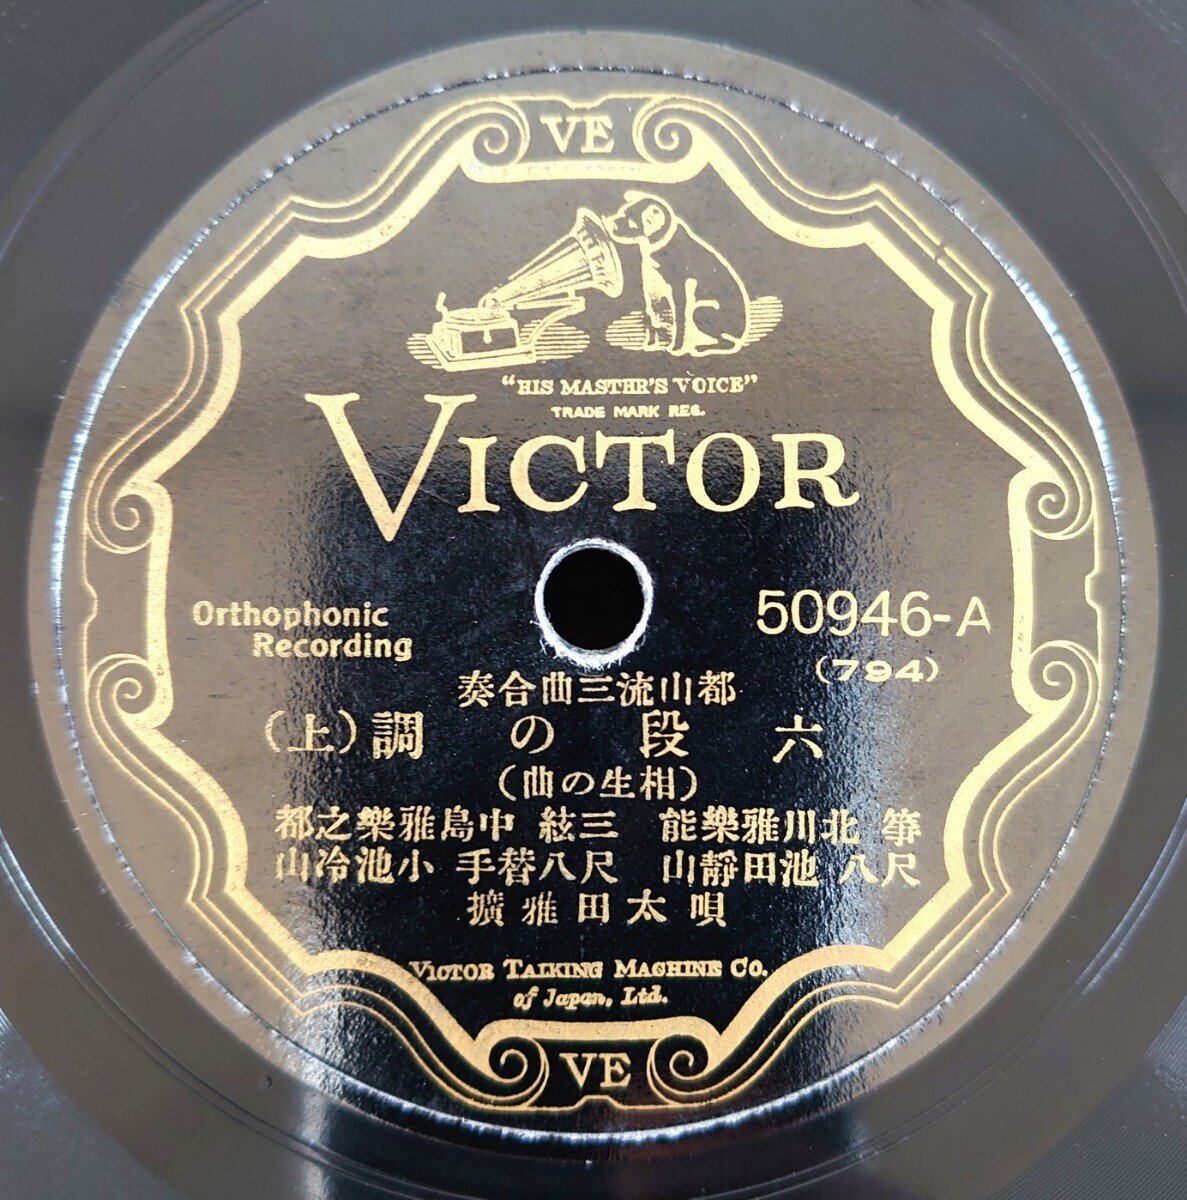 VE
"HIS MASTER'S VOICE"
TRADE MARK REG.
VICTOR
Orthophonic
Recording
50946-A
(794)
都山流三曲合奏
六段の調(上)
(相生の曲)
箏 北川雅樂能 三絃 中島雅樂之都
尺八 池田靜山 尺八替手 小池冷山
唄 太田雅擴
VICTOR TALKING MACHINE CO.
of Japan, Ltd.
VE